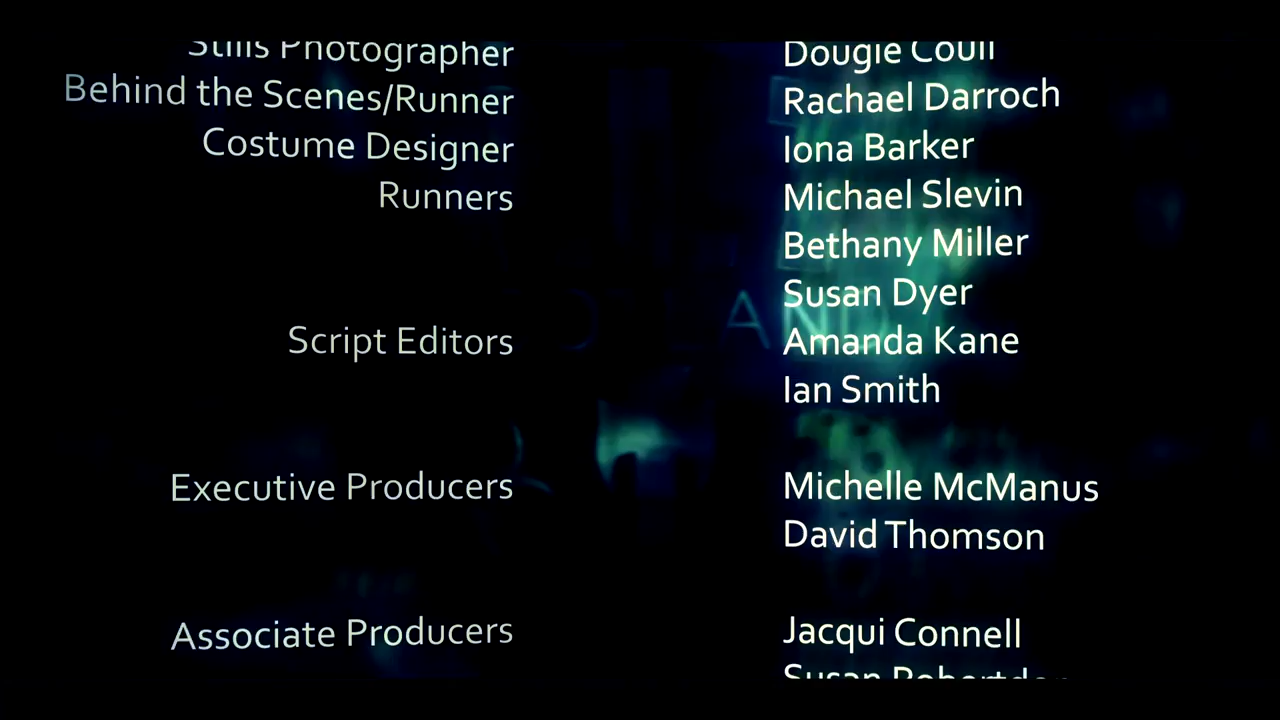 Stills Photographer Dougie Coull
Behind the Scenes/Runner Rachael Darroch
Costume Designer Iona Barker
Runners Michael Slevin
Bethany Miller
Susan Dyer
Script Editors Amanda Kane
Ian Smith
Executive Producers Michelle McManus
David Thomson
Associate Producers Jacqui Connell
Susan